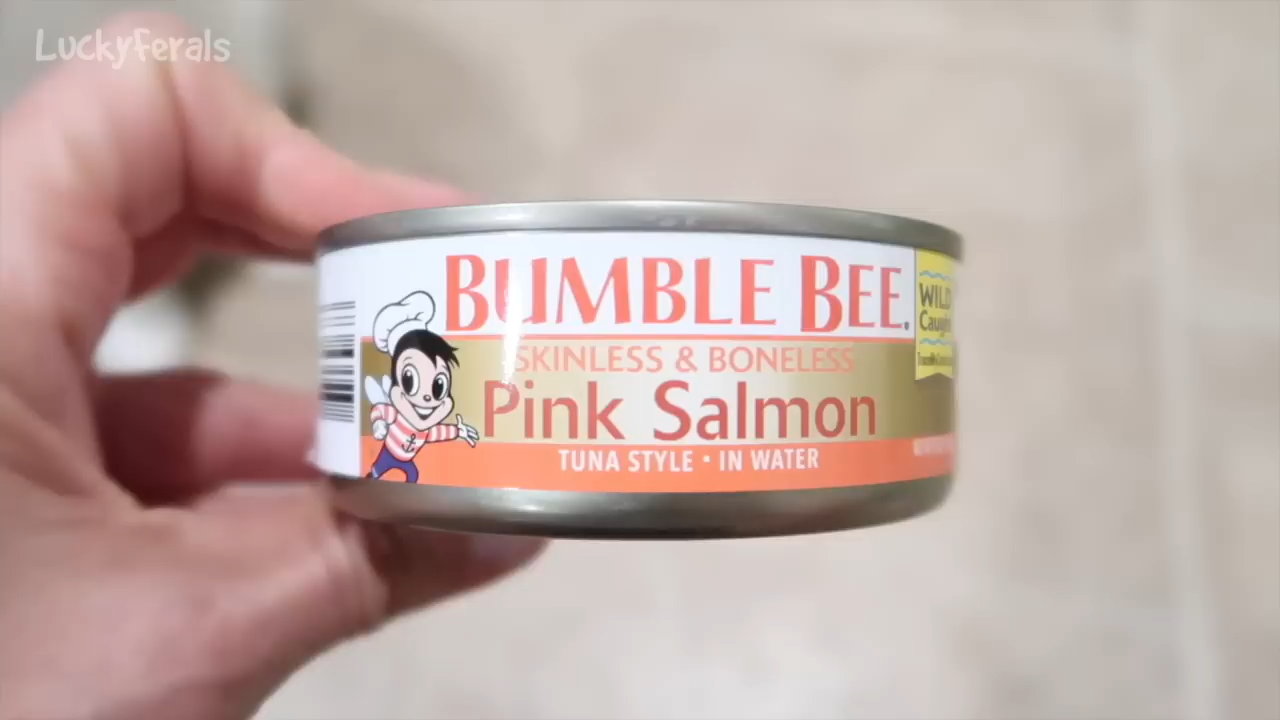 Luckyferals
BUMBLE BEE.
WILD
Caught
SKINLESS & BONELESS
Pink Salmon
TUNA STYLE • IN WATER